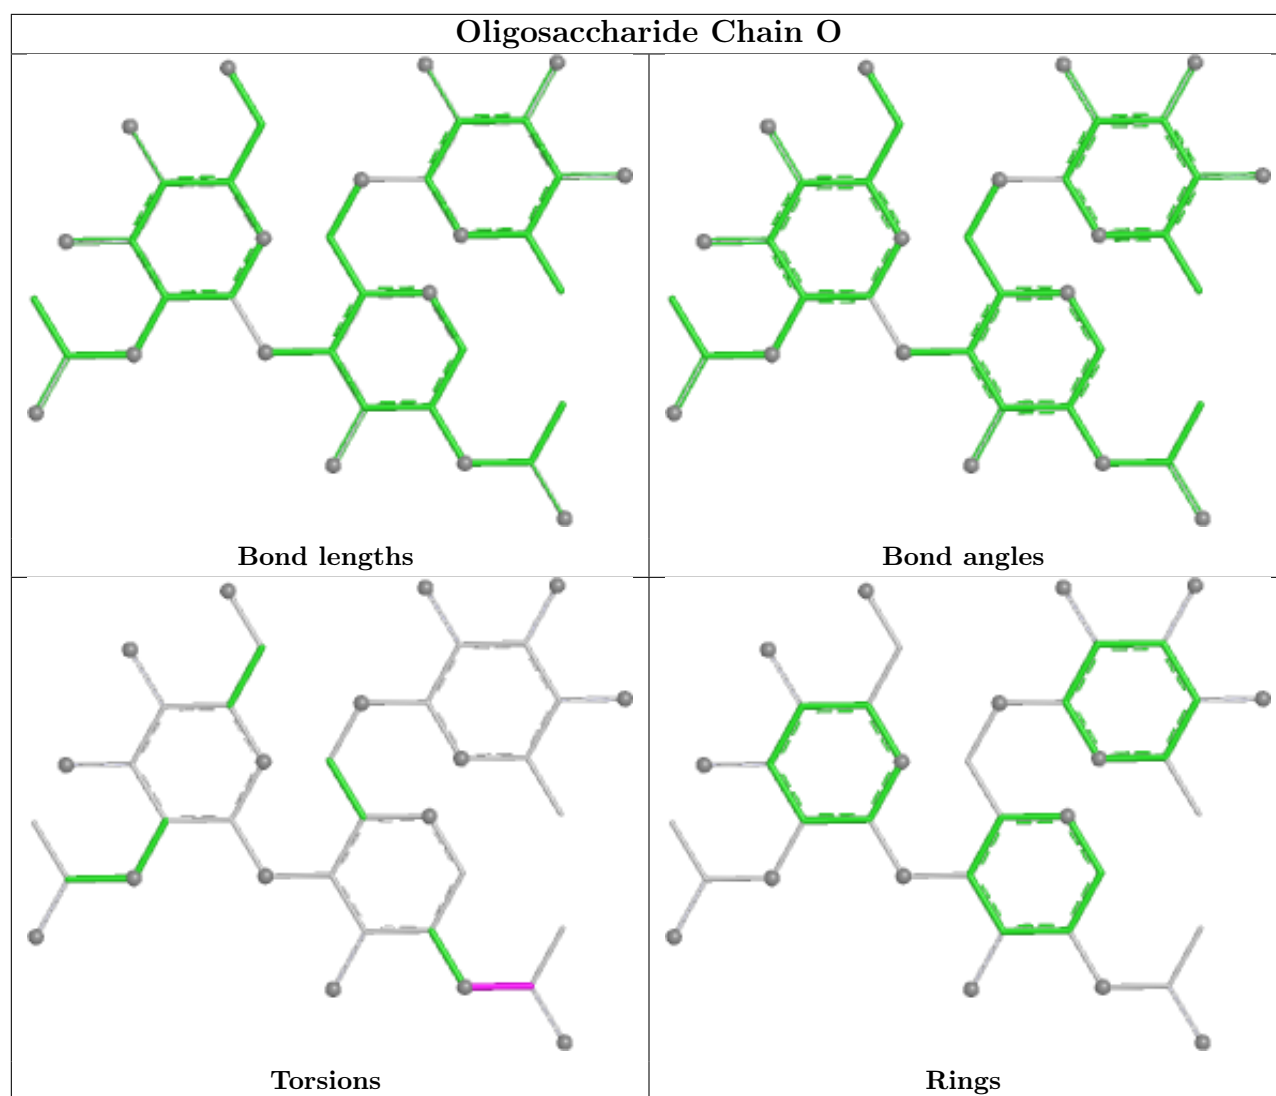 Oligosaccharide Chain O
Bond lengths
Bond angles
Torsions
Rings